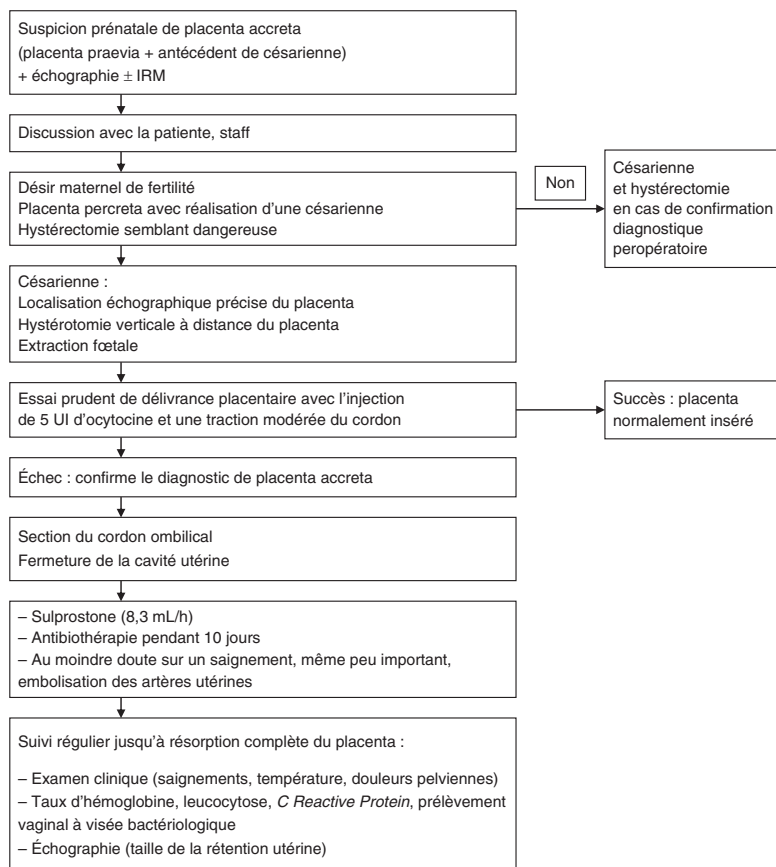 Suspicion prénatale de placenta accreta
(placenta praevia + antécédent de césarienne)
+ échographie ± IRM
Discussion avec la patiente, staff
Désir maternel de fertilité
Placenta percreta avec réalisation d'une césarienne
Hystérectomie semblant dangereuse
Non
Césarienne
et hystérectomie
en cas de confirmation
diagnostique
peropératoire
Césarienne :
Localisation échographique précise du placenta
Hystérotomie verticale à distance du placenta
Extraction fœtale
Essai prudent de délivrance placentaire avec l'injection
de 5 UI d'ocytocine et une traction modérée du cordon
Succès : placenta
normalement inséré
Échec : confirme le diagnostic de placenta accreta
Section du cordon ombilical
Fermeture de la cavité utérine
– Sulprostone (8,3 mL/h)
– Antibiothérapie pendant 10 jours
– Au moindre doute sur un saignement, même peu important,
embolisation des artères utérines
Suivi régulier jusqu'à résorption complète du placenta :
– Examen clinique (saignements, température, douleurs pelviennes)
– Taux d'hémoglobine, leucocytose, C Reactive Protein, prélèvement
vaginal à visée bactériologique
– Échographie (taille de la rétention utérine)